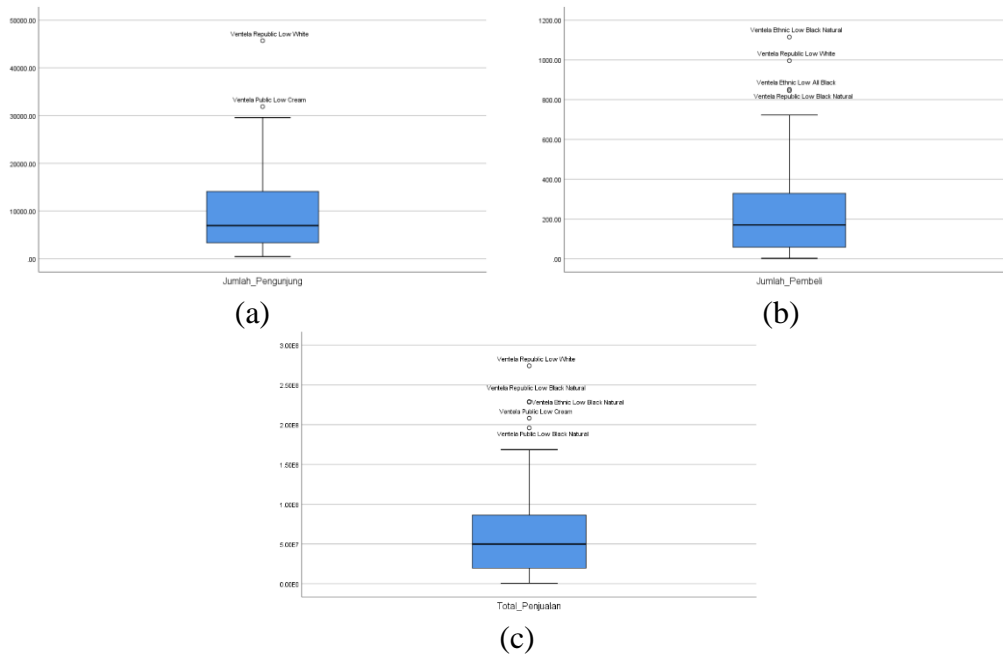 50000.00
Ventela Republic Low White
40000.00
Ventela Public Low Cream
30000.00
20000.00
10000.00
.00
Jumlah_Pengunjung
(a)
1200.00
Ventela Ethnic Low Black Natural
Ventela Republic Low White
1000.00
Ventela Ethnic Low All Black
Ventela Republic Low Black Natural
800.00
600.00
400.00
200.00
.00
Jumlah_Pembeli
(b)
3.00E8
Ventela Republic Low White
2.50E8
Ventela Republic Low Black Natural
Ventela Ethnic Low Black Natural
Ventela Public Low Cream
2.00E8
Ventela Public Low Black Natural
1.50E8
1.00E8
5.00E7
0.00E0
Total_Penjualan
(c)